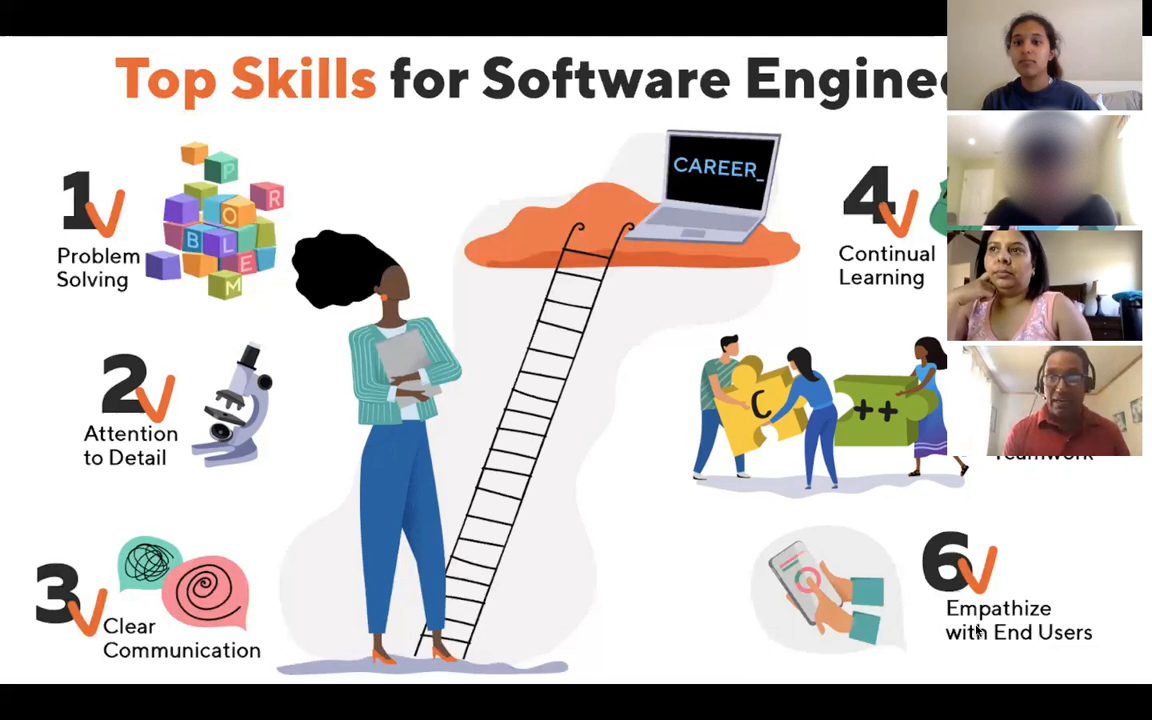 Top Skills for Software Enginee
1
Problem
Solving
P
R
O
B
L
E
M
2
Attention
to Detail
3
Clear
Communication
CAREER_
4
Continual
Learning
C
++
Teamwork
6
Empathize
with End Users